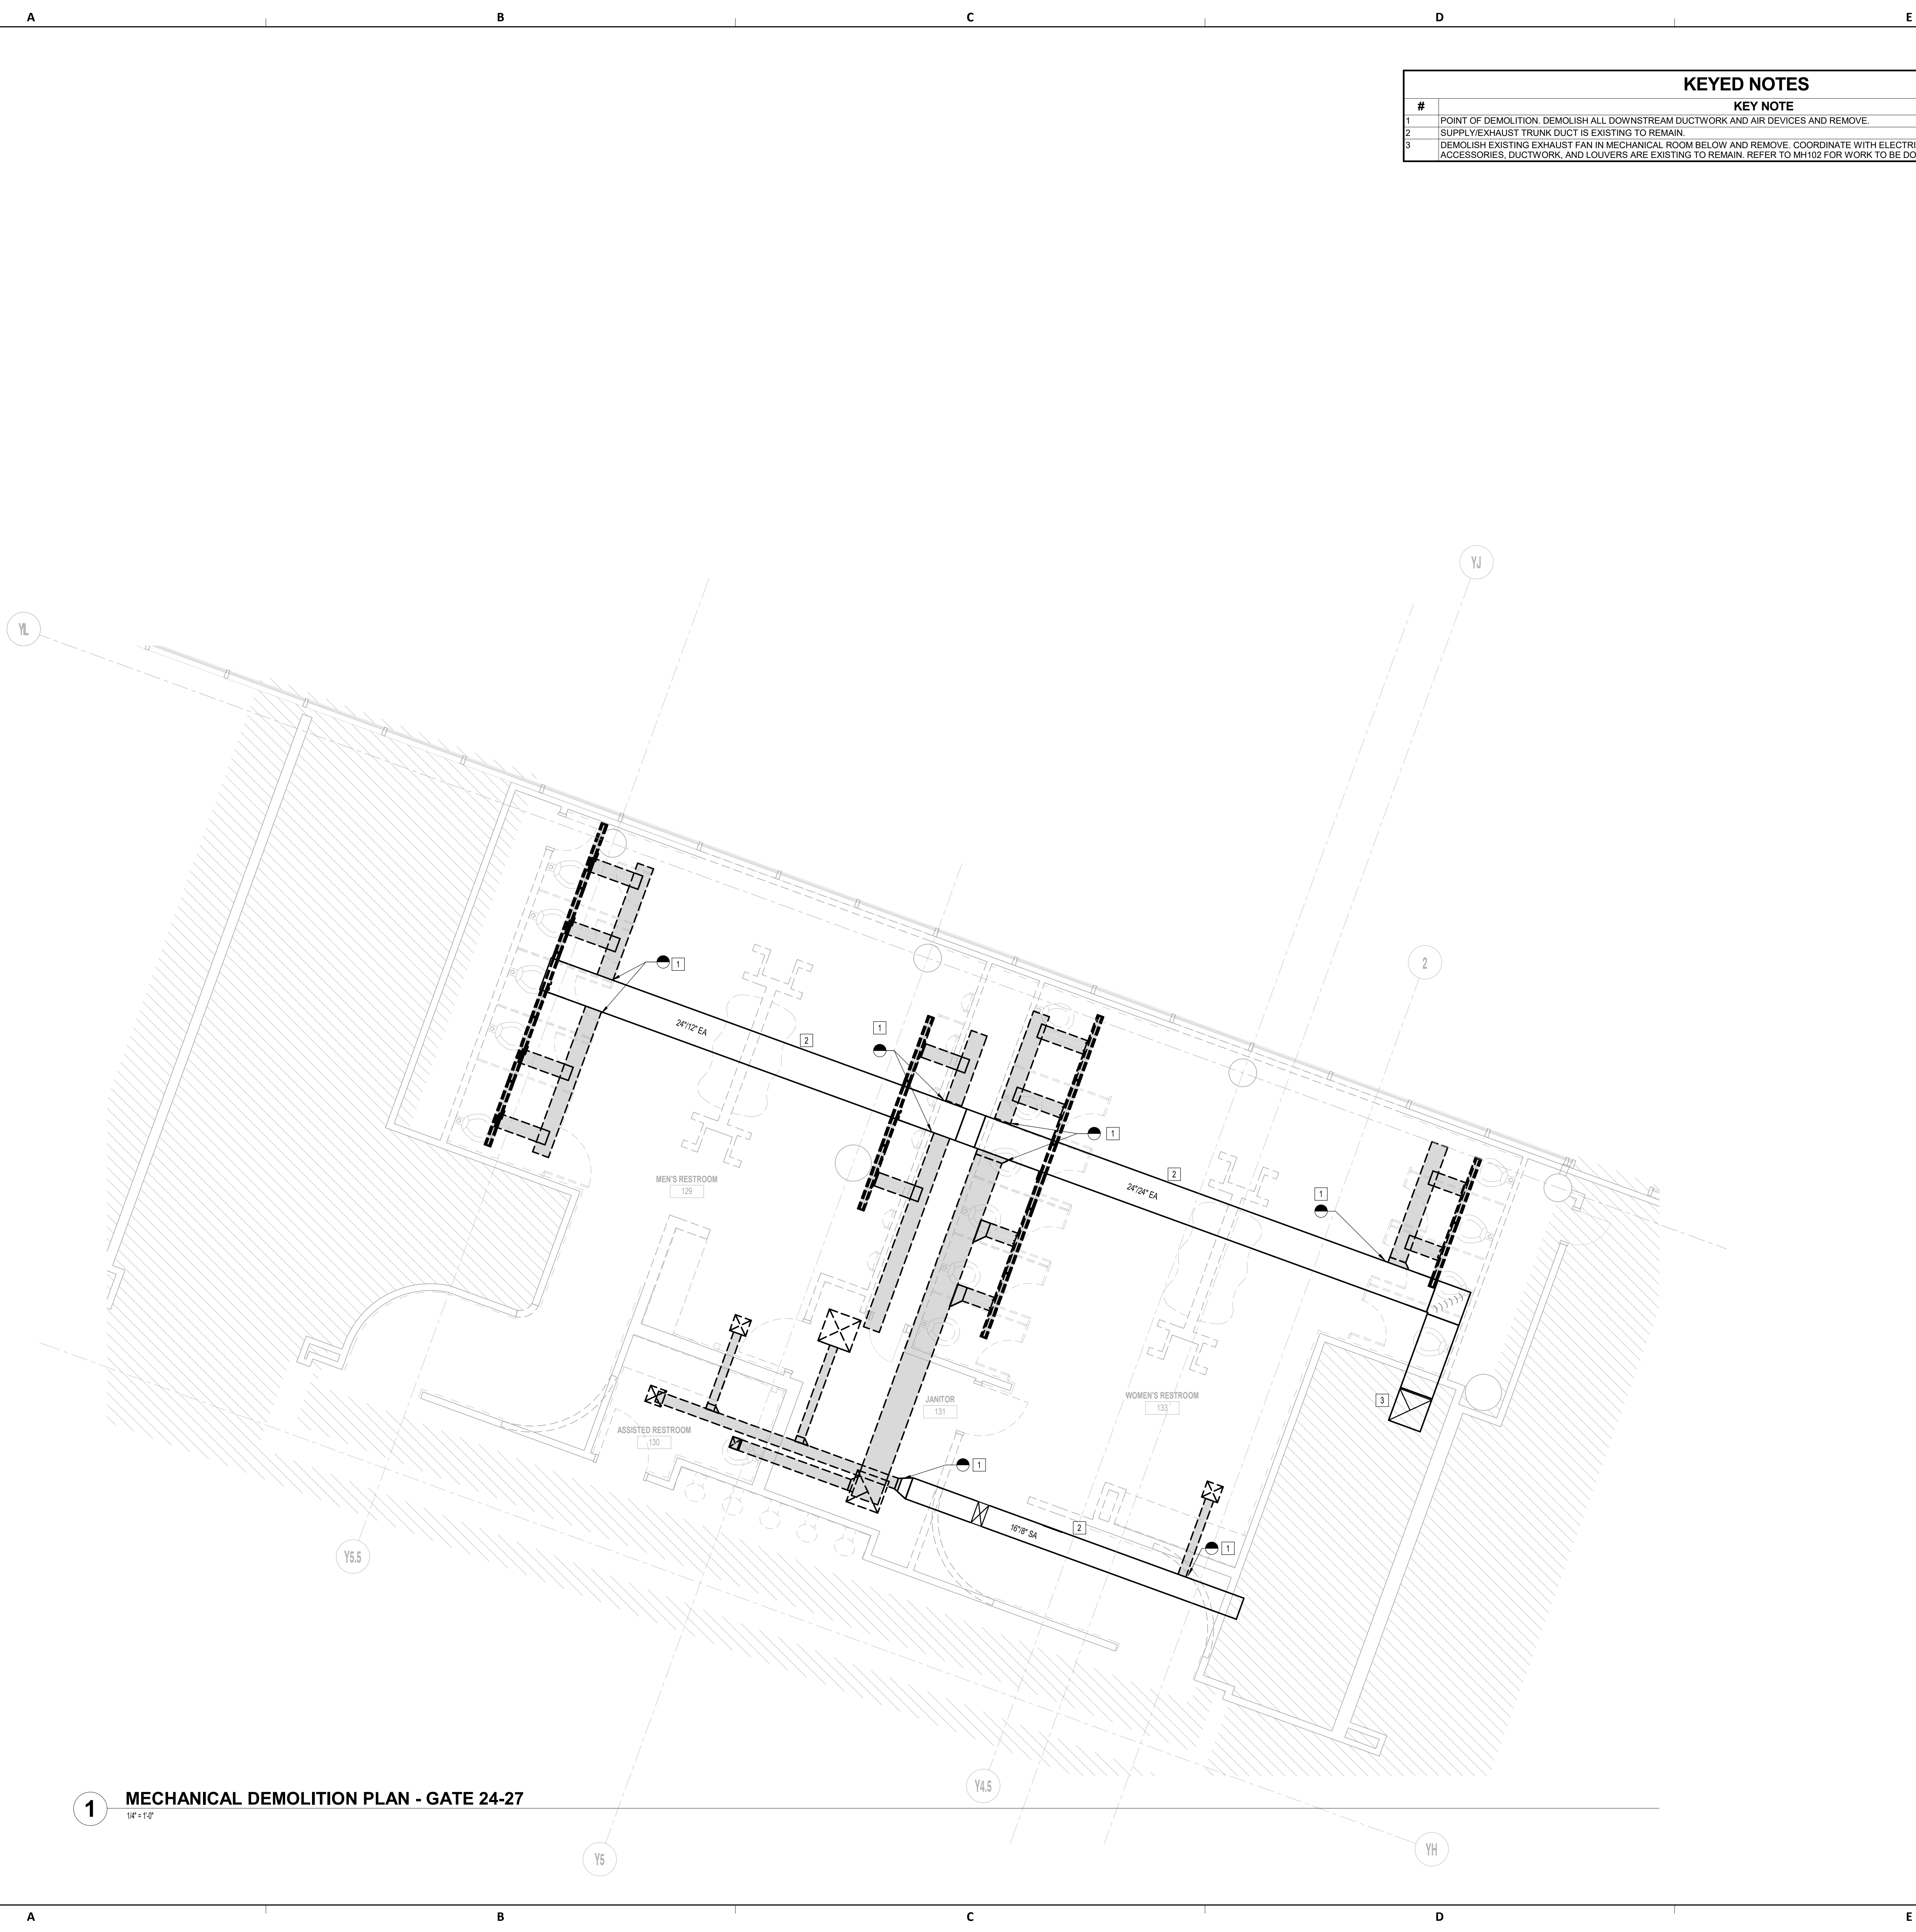 A B C D E
KEYED NOTES
# KEY NOTE
1 POINT OF DEMOLITION. DEMOLISH ALL DOWNSTREAM DUCTWORK AND AIR DEVICES AND REMOVE.
2 SUPPLY/EXHAUST TRUNK DUCT IS EXISTING TO REMAIN.
3 DEMOLISH EXISTING EXHAUST FAN IN MECHANICAL ROOM BELOW AND REMOVE. COORDINATE WITH ELECTRI
ACCESSORIES, DUCTWORK, AND LOUVERS ARE EXISTING TO REMAIN. REFER TO MH102 FOR WORK TO BE DO
YJ
YL
2
1
24"/12" EA
2
1
1
2
24"/24" EA
1
MEN'S RESTROOM
129
WOMEN'S RESTROOM
133
JANITOR
131
3
ASSISTED RESTROOM
130
1
16"/8" SA
2
1
Y5.5
Y4.5
1
MECHANICAL DEMOLITION PLAN - GATE 24-27
1/4" = 1'-0"
Y5
YH
A B C D E